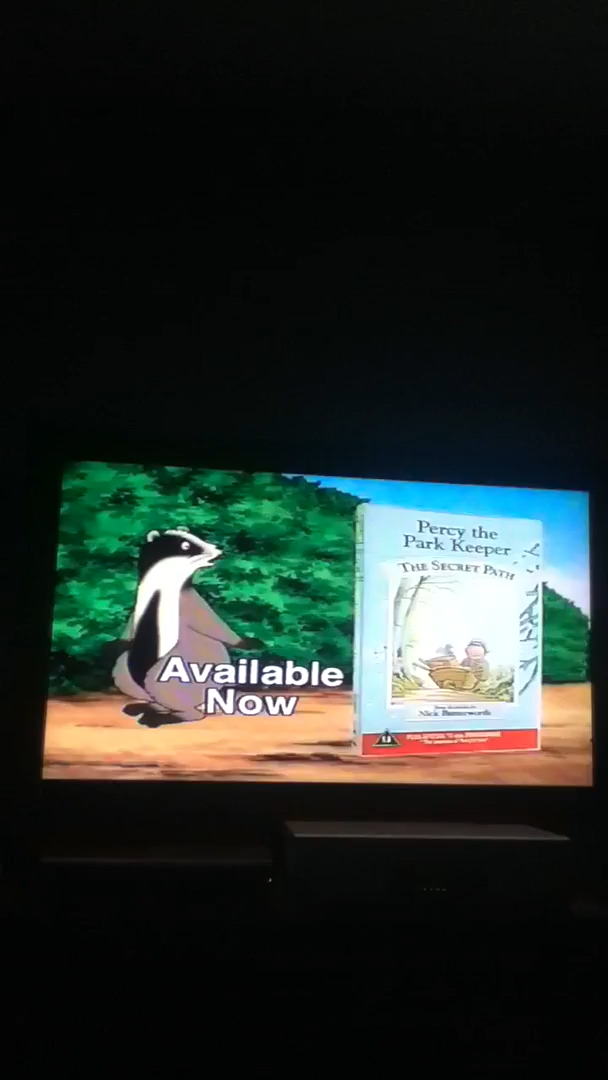 Percy the
Park Keeper
THE SECRET PATH
Available
Now
Nick Butterworth
U